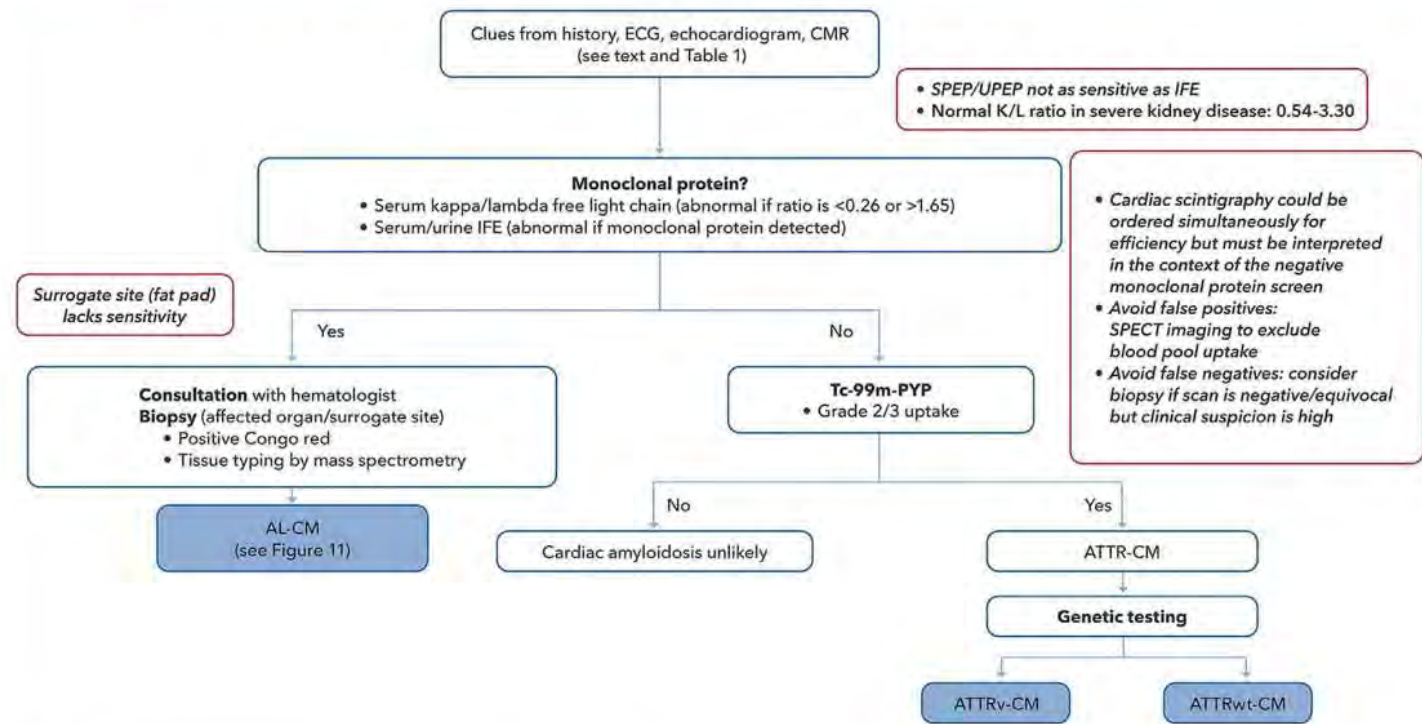 Clues from history, ECG, echocardiogram, CMR
(see text and Table 1)
• SPEP/UPEP not as sensitive as IFE
• Normal K/L ratio in severe kidney disease: 0.54-3.30
Monoclonal protein?
• Serum kappa/lambda free light chain (abnormal if ratio is <0.26 or >1.65)
• Serum/urine IFE (abnormal if monoclonal protein detected)
• Cardiac scintigraphy could be
ordered simultaneously for
efficiency but must be interpreted
in the context of the negative
monoclonal protein screen
• Avoid false positives:
SPECT imaging to exclude
blood pool uptake
• Avoid false negatives: consider
biopsy if scan is negative/equivocal
but clinical suspicion is high
Surrogate site (fat pad)
lacks sensitivity
Yes
No
Consultation with hematologist
Biopsy (affected organ/surrogate site)
• Positive Congo red
• Tissue typing by mass spectrometry
Tc-99m-PYP
• Grade 2/3 uptake
AL-CM
(see Figure 11)
No
Yes
Cardiac amyloidosis unlikely
ATTR-CM
Genetic testing
ATTRv-CM
ATTRwt-CM